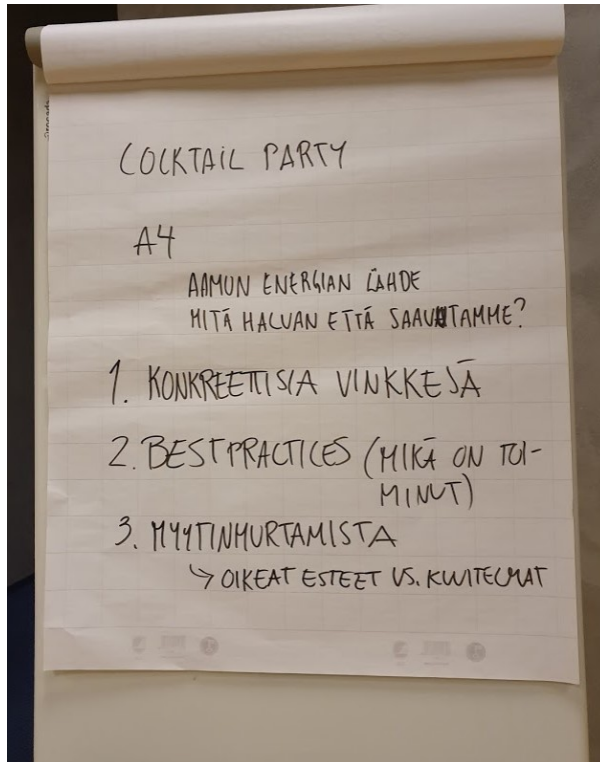 COCKTAIL PARTY
A4
AAMUN ENERGIAN LÄHDE
MITÄ HALUAN ETTÄ SAAVUTAMME?
1. KONKREETTISIA VINKKEJÄ
2. BEST PRACTICES (MIKÄ ON TOI-
MINUT)
3. MYYTINMURTAMISTA
↳ OIKEAT ESTEET VS. KUVITELMAT